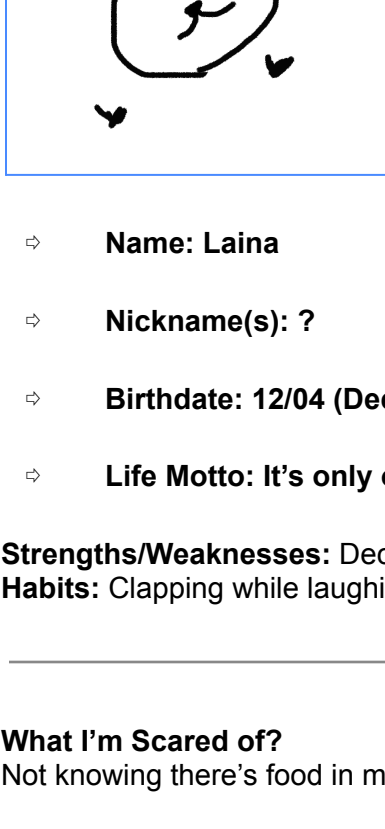 ⇨ Name: Laina
⇨ Nickname(s): ?
⇨ Birthdate: 12/04 (Dec
⇨ Life Motto: It’s only
Strengths/Weaknesses: Dec
Habits: Clapping while laughi
What I’m Scared of?
Not knowing there’s food in m